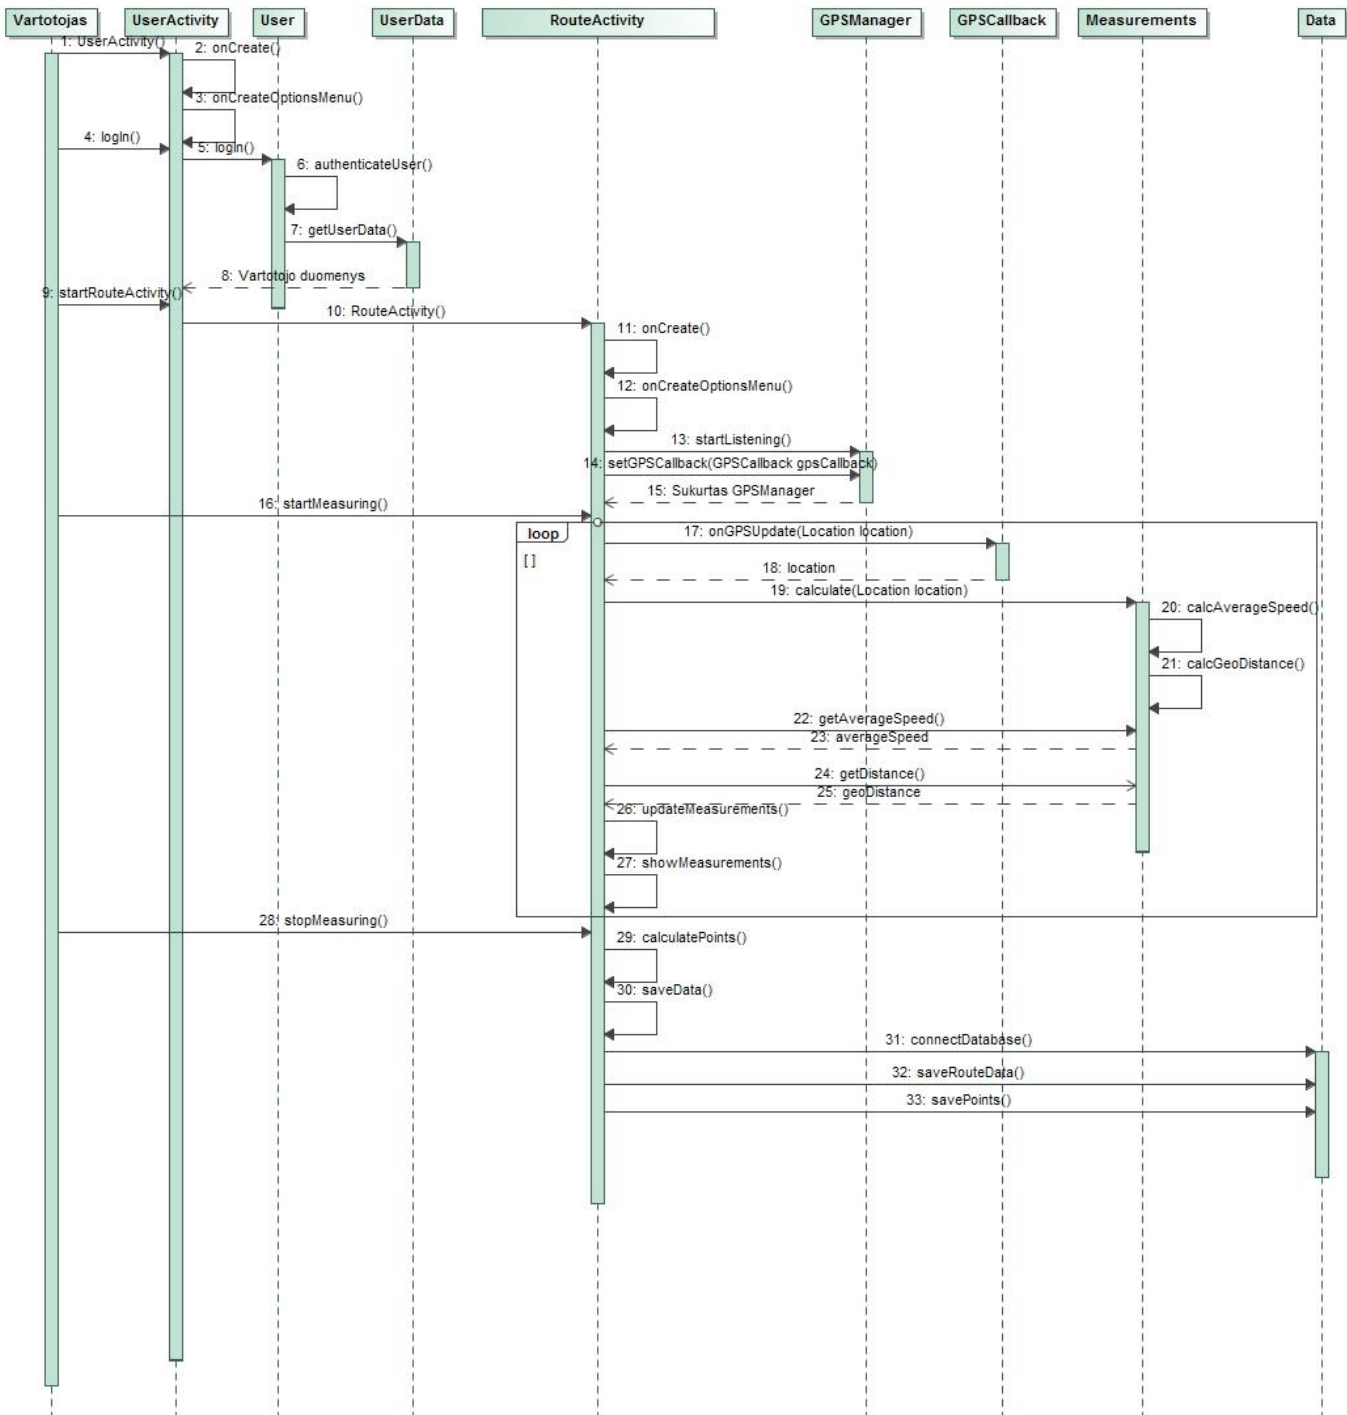 Vartotojas
UserActivity
User
UserData
RouteActivity
GPSManager
GPSCallback
Measurements
Data
1: UserActivity()
2: onCreate()
3: onCreateOptionsMenu()
4: logIn()
5: logIn()
6: authenticateUser()
7: getUserData()
8: Vartotojo duomenys
9: startRouteActivity()
10: RouteActivity()
11: onCreate()
12: onCreateOptionsMenu()
13: startListening()
14: setGPSCallback(GPSCallback gpsCallback)
15: Sukurtas GPSManager
16: startMeasuring()
loop
[ ]
17: onGPSUpdate(Location location)
18: location
19: calculate(Location location)
20: calcAverageSpeed()
21: calcGeoDistance()
22: getAverageSpeed()
23: averageSpeed
24: getDistance()
25: geoDistance
26: updateMeasurements()
27: showMeasurements()
28: stopMeasuring()
29: calculatePoints()
30: saveData()
31: connectDatabase()
32: saveRouteData()
33: savePoints()